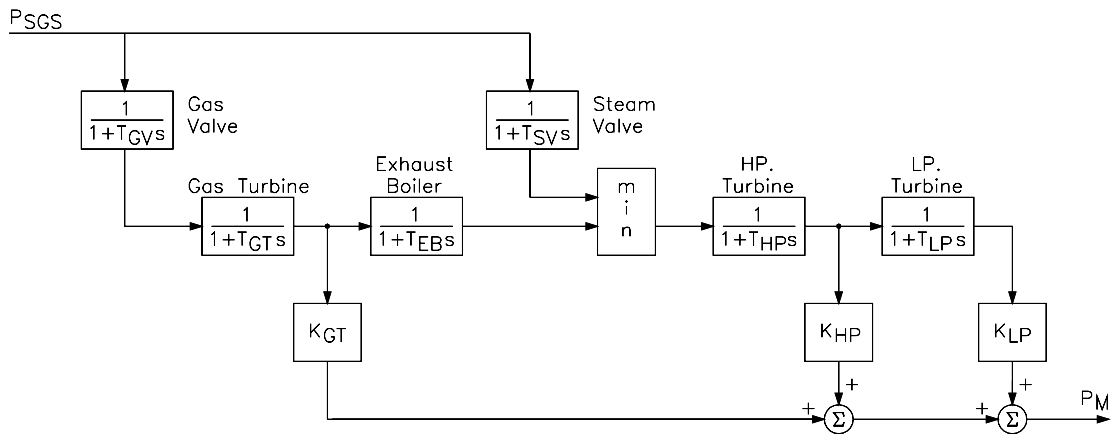 PSGS
1
1+TGVs
Gas
Valve
1
1+TSVs
Steam
Valve
Gas Turbine
1
1+TGTs
Exhaust
Boiler
1
1+TEBs
m
i
n
HP.
Turbine
1
1+THPs
LP.
Turbine
1
1+TLPs
KGT
KHP
KLP
+
+
+
+
Σ
Σ
PM